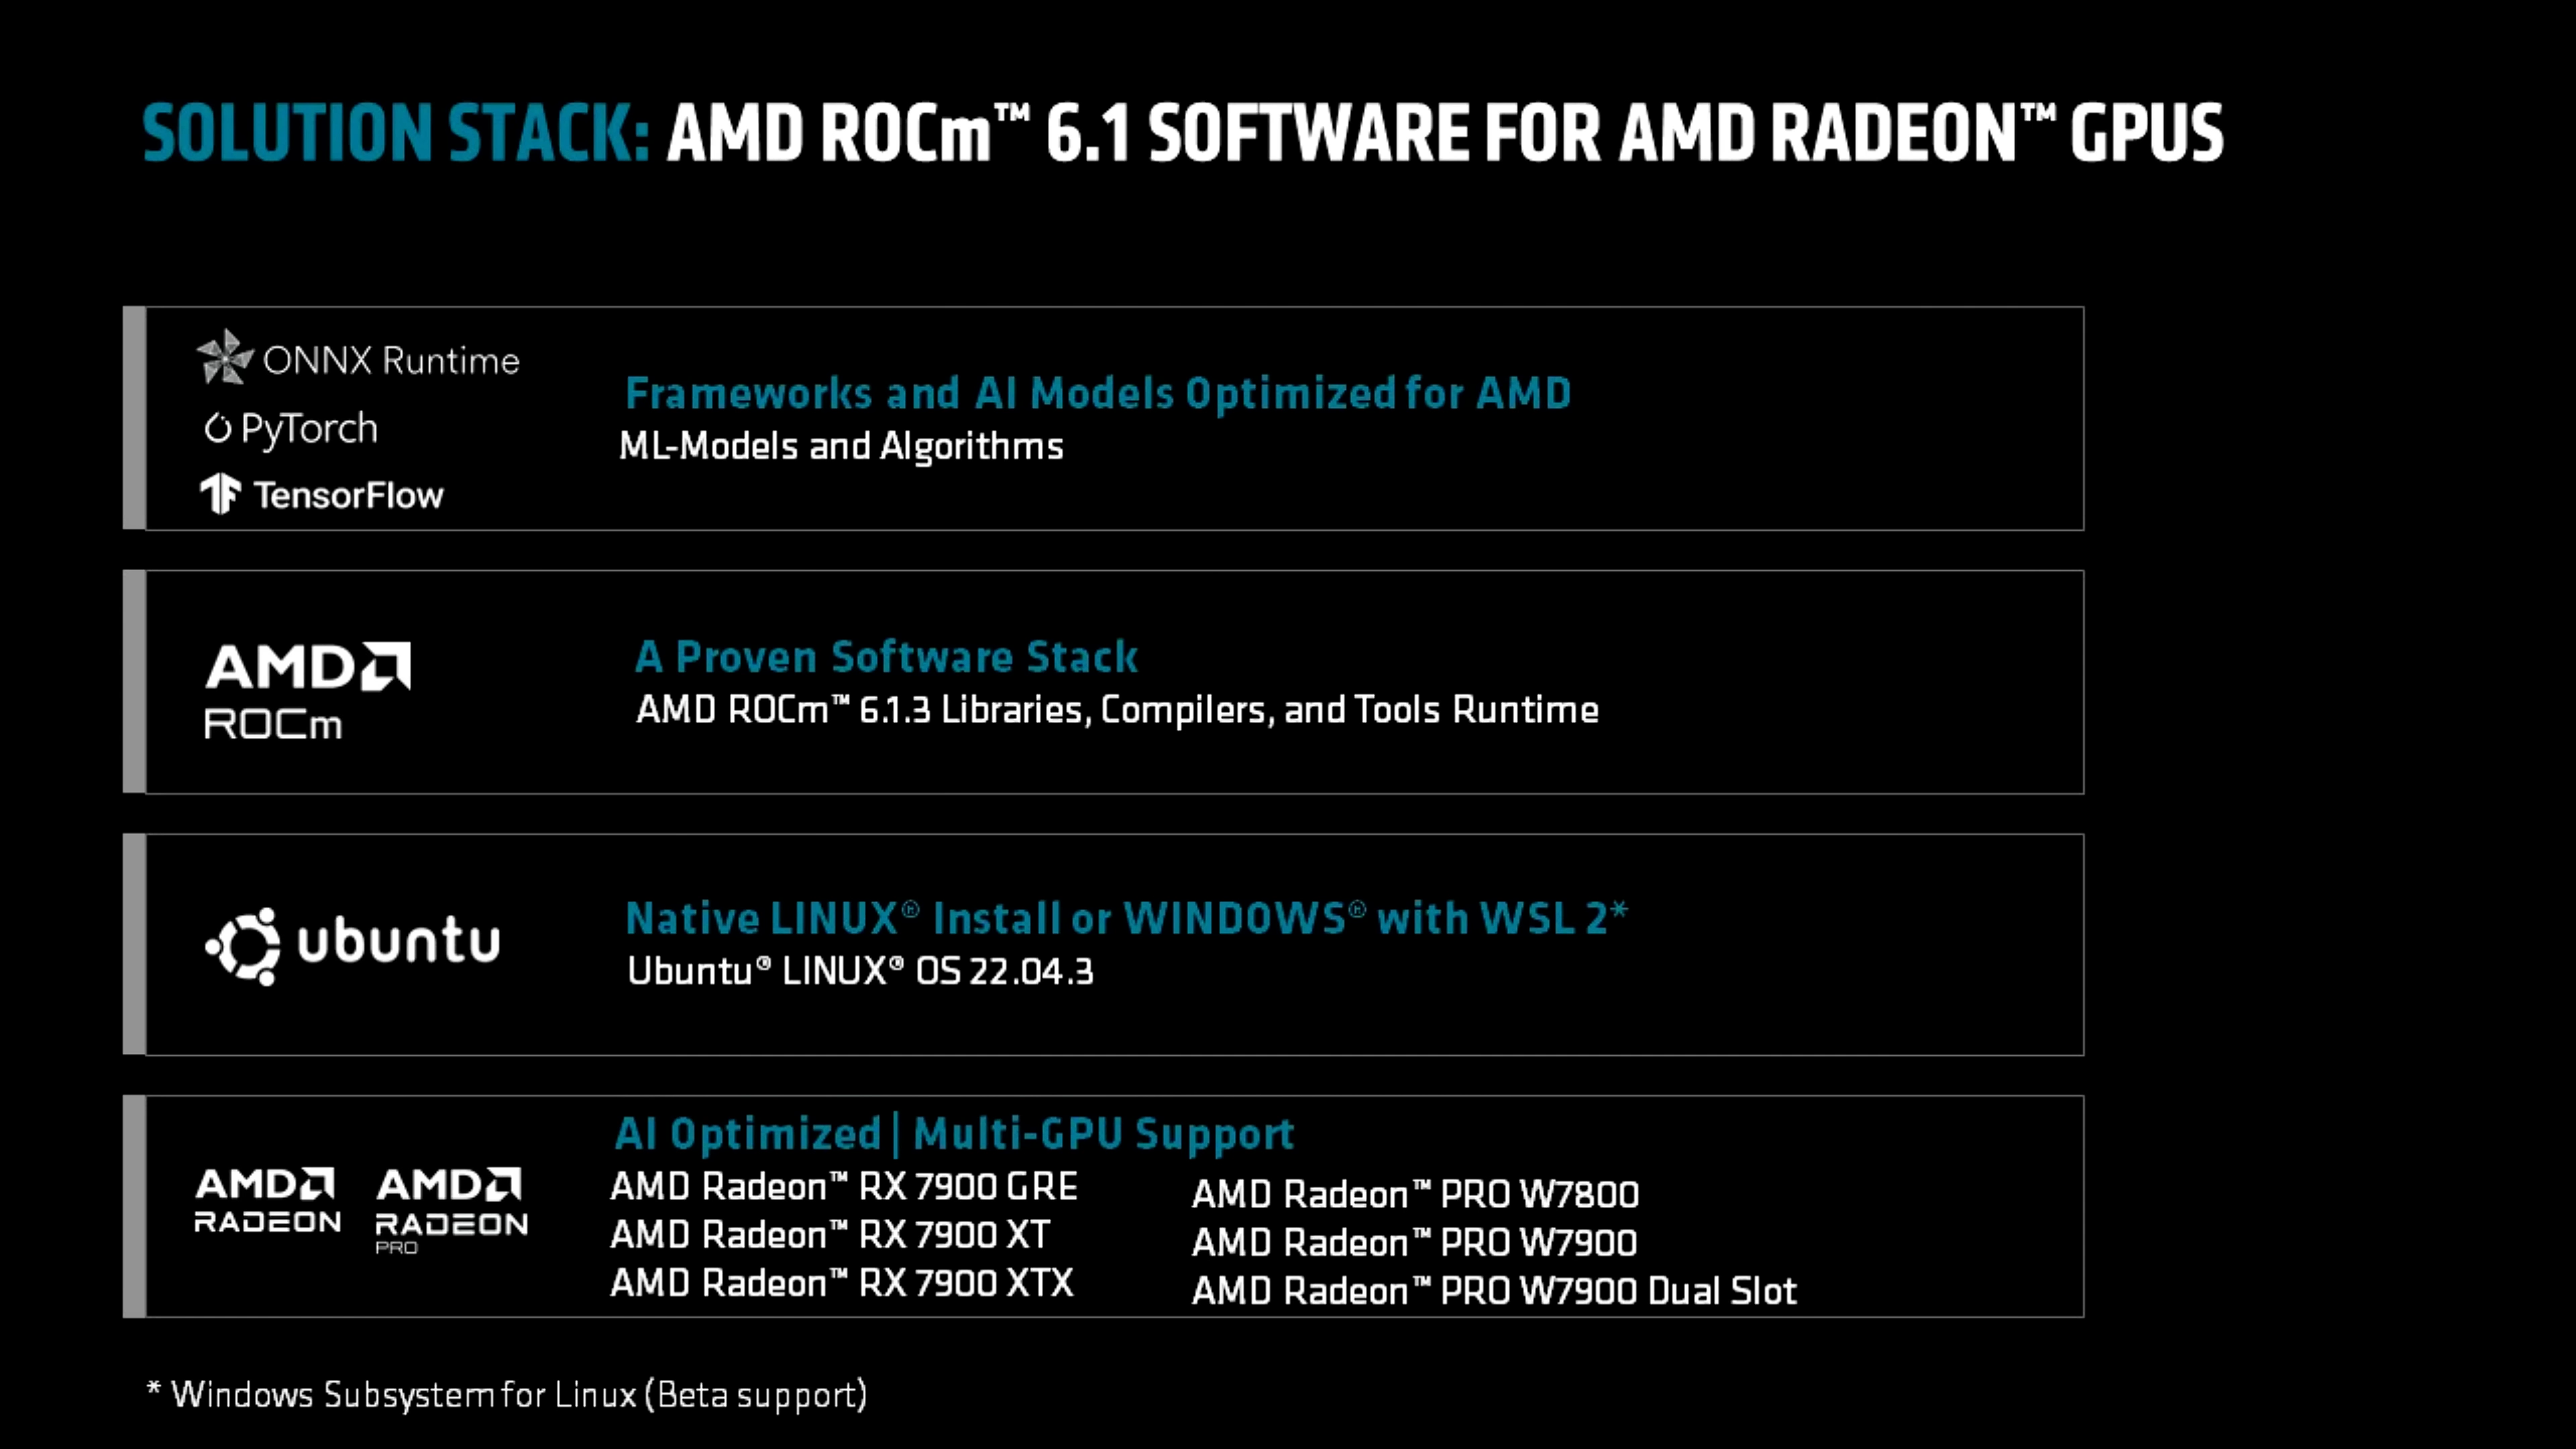 SOLUTION STACK: AMD ROCm™ 6.1 SOFTWARE FOR AMD RADEON™ GPUS
ONNX Runtime
PyTorch
TensorFlow
Frameworks and AI Models Optimized for AMD
ML-Models and Algorithms
AMD
ROCm
A Proven Software Stack
AMD ROCm™ 6.1.3 Libraries, Compilers, and Tools Runtime
ubuntu
Native LINUX® Install or WINDOWS® with WSL 2*
Ubuntu® LINUX® OS 22.04.3
AMD
RADEON
AMD
RADEON
PRO
AI Optimized | Multi-GPU Support
AMD Radeon™ RX 7900 GRE
AMD Radeon™ RX 7900 XT
AMD Radeon™ RX 7900 XTX
AMD Radeon™ PRO W7800
AMD Radeon™ PRO W7900
AMD Radeon™ PRO W7900 Dual Slot
* Windows Subsystem for Linux (Beta support)